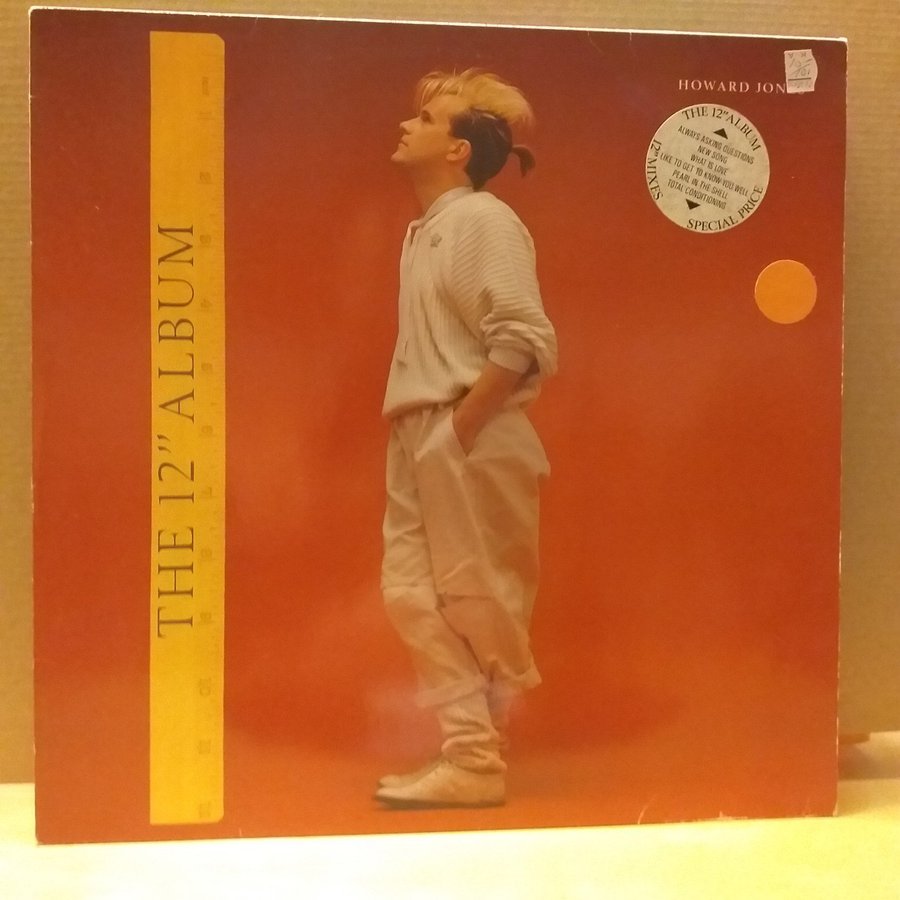 THE 12" ALBUM
HOWARD JON
THE 12" ALBUM
ALWAYS ASKING QUESTIONS
NEW SONG
WHAT IS LOVE
LIKE TO GET TO KNOW YOU WELL
PEARL IN THE SHELL
TOTAL CONDITIONING
12" MIXES
SPECIAL PRICE